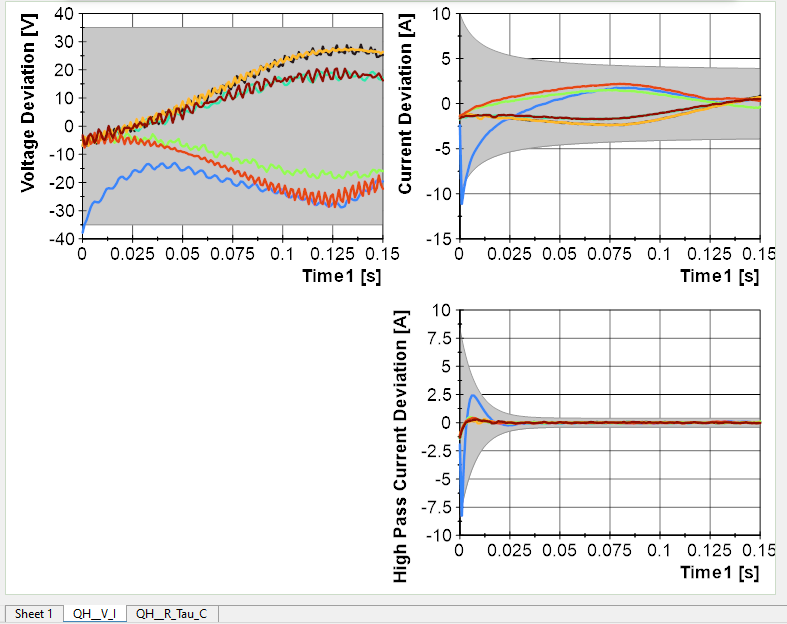 Voltage Deviation [V]
40
30
20
10
0
-10
-20
-30
-40
0 0.025 0.05 0.075 0.1 0.125 0.15
Time1 [s]
Current Deviation [A]
10
5
0
-5
-10
-15
0 0.025 0.05 0.075 0.1 0.125 0.15
Time1 [s]
High Pass Current Deviation [A]
10
7.5
5
2.5
0
-2.5
-5
-7.5
-10
0 0.025 0.05 0.075 0.1 0.125 0.15
Time1 [s]
Sheet 1 QH__V_I QH__R_Tau_C